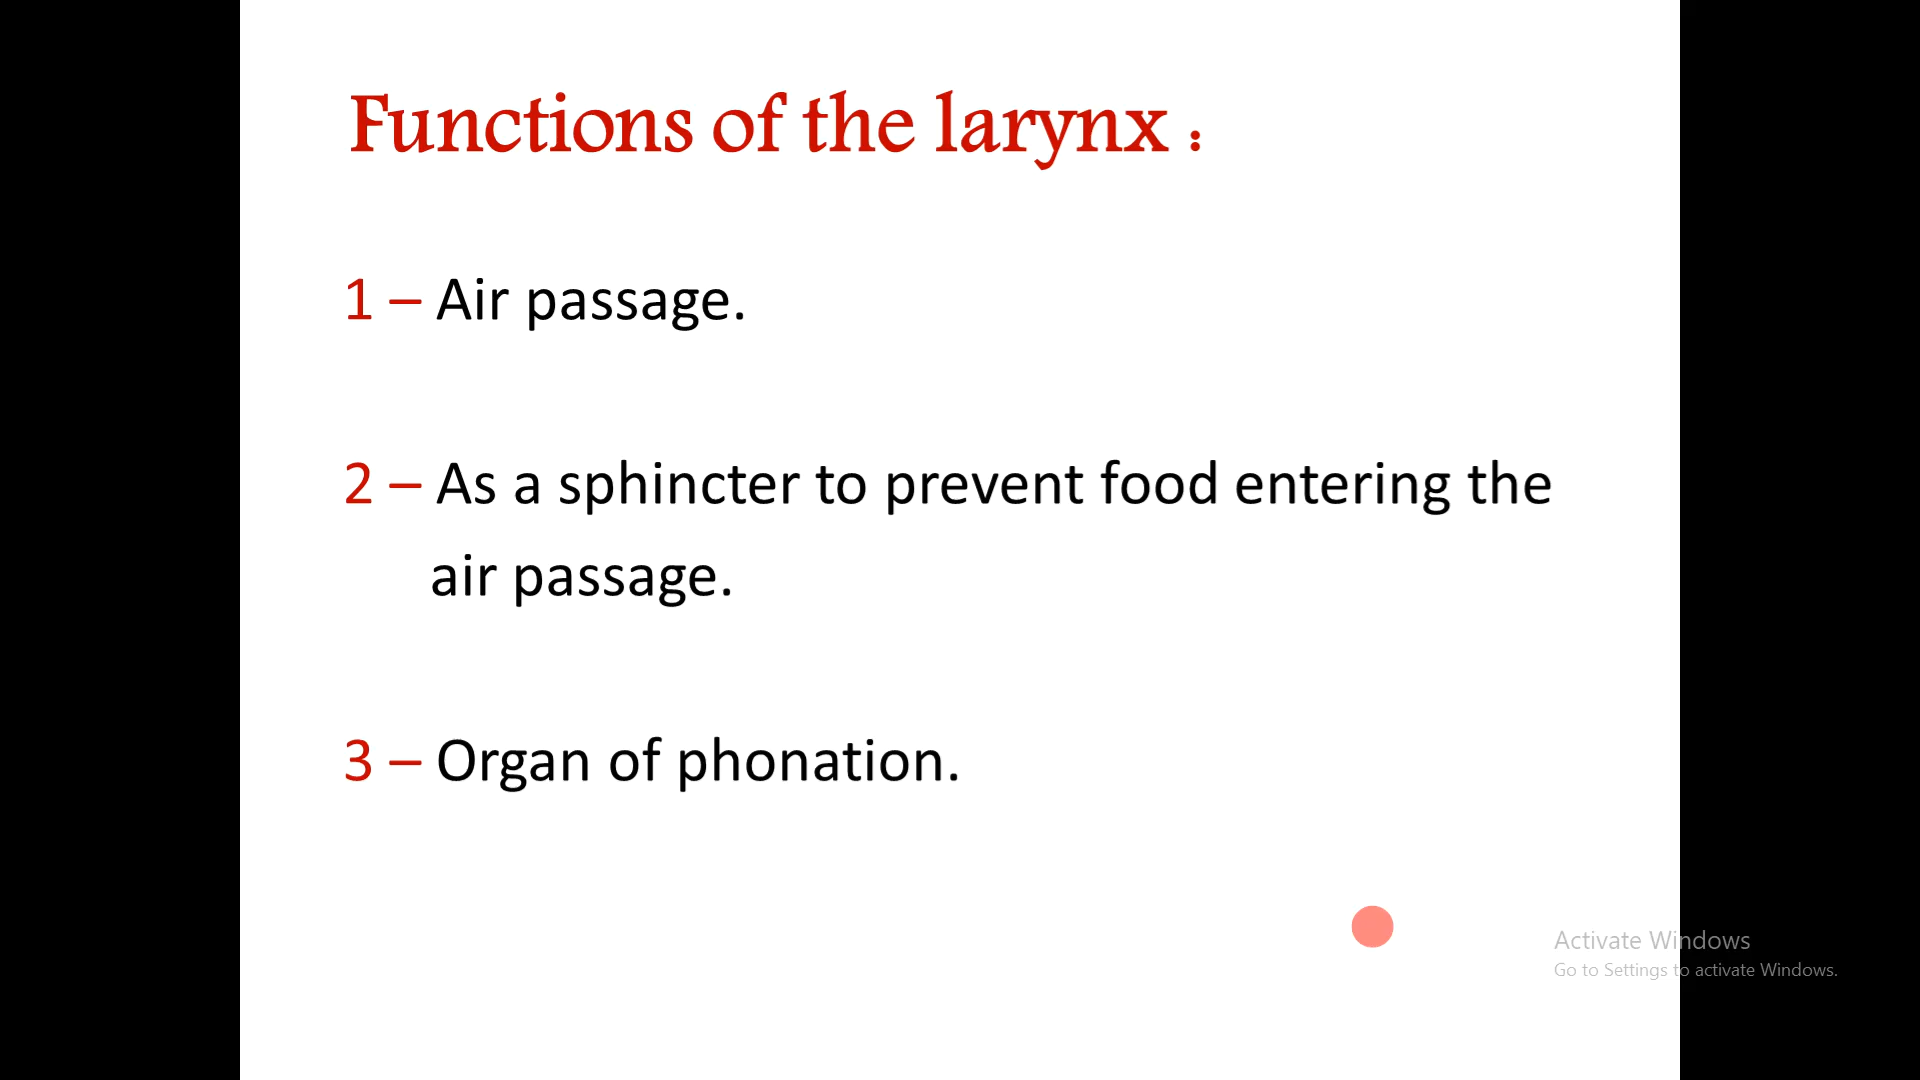 Functions of the larynx :
1 – Air passage.
2 – As a sphincter to prevent food entering the
air passage.
3 – Organ of phonation.
Activate Windows
Go to Settings to activate Windows.